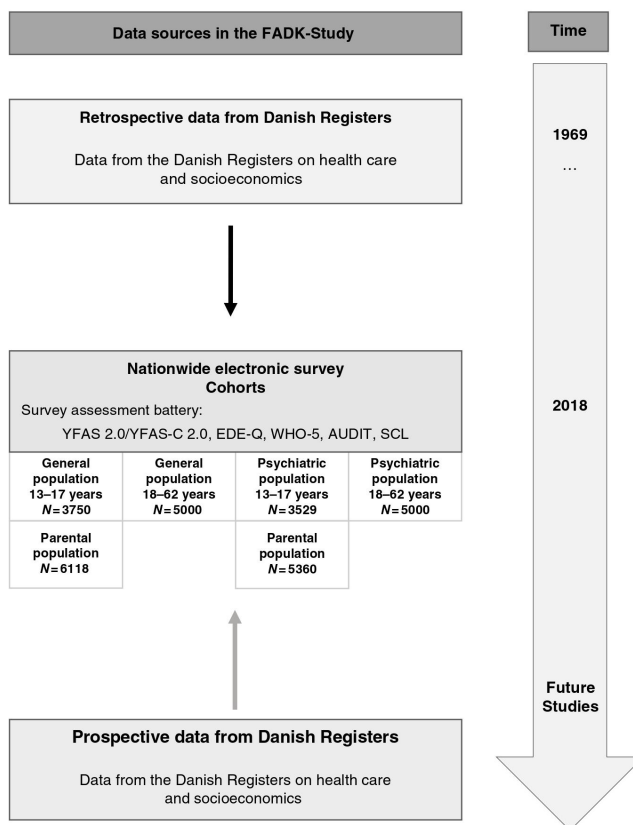 Data sources in the FADK-Study
Time
Retrospective data from Danish Registers
Data from the Danish Registers on health care
and socioeconomics
1969
...
Nationwide electronic survey
Cohorts
Survey assessment battery:
YFAS 2.0/YFAS-C 2.0, EDE-Q, WHO-5, AUDIT, SCL
2018
General
population
13–17 years
N=3750
General
population
18–62 years
N=5000
Psychiatric
population
13–17 years
N=3529
Psychiatric
population
18–62 years
N=5000
Parental
population
N=6118
Parental
population
N=5360
Future
Studies
Prospective data from Danish Registers
Data from the Danish Registers on health care
and socioeconomics